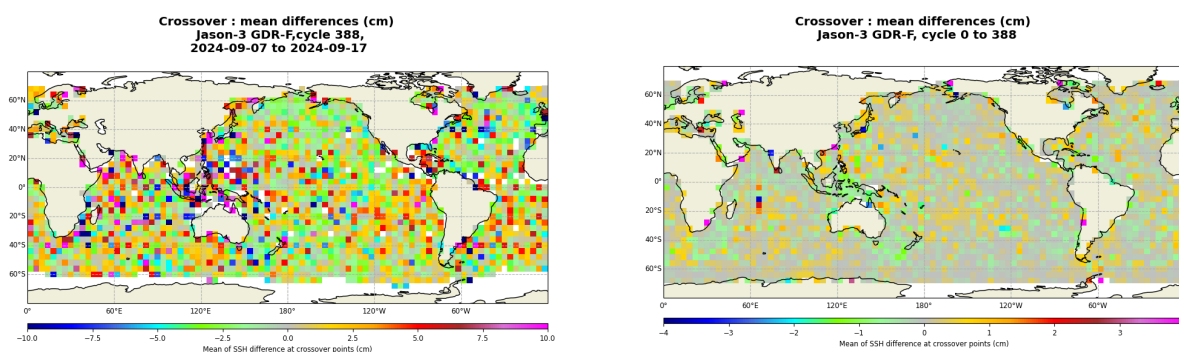 Crossover : mean differences (cm)
Jason-3 GDR-F,cycle 388,
2024-09-07 to 2024-09-17
60°N
40°N
20°N
0°
20°S
40°S
60°S
0° 60°E 120°E 180° 120°W 60°W
−10.0 −7.5 −5.0 −2.5 0.0 2.5 5.0 7.5 10.0
Mean of SSH difference at crossover points (cm)
Crossover : mean differences (cm)
Jason-3 GDR-F, cycle 0 to 388
60°N
40°N
20°N
0°
20°S
40°S
60°S
0° 60°E 120°E 180° 120°W 60°W
−4 −3 −2 −1 0 1 2 3
Mean of SSH difference at crossover points (cm)